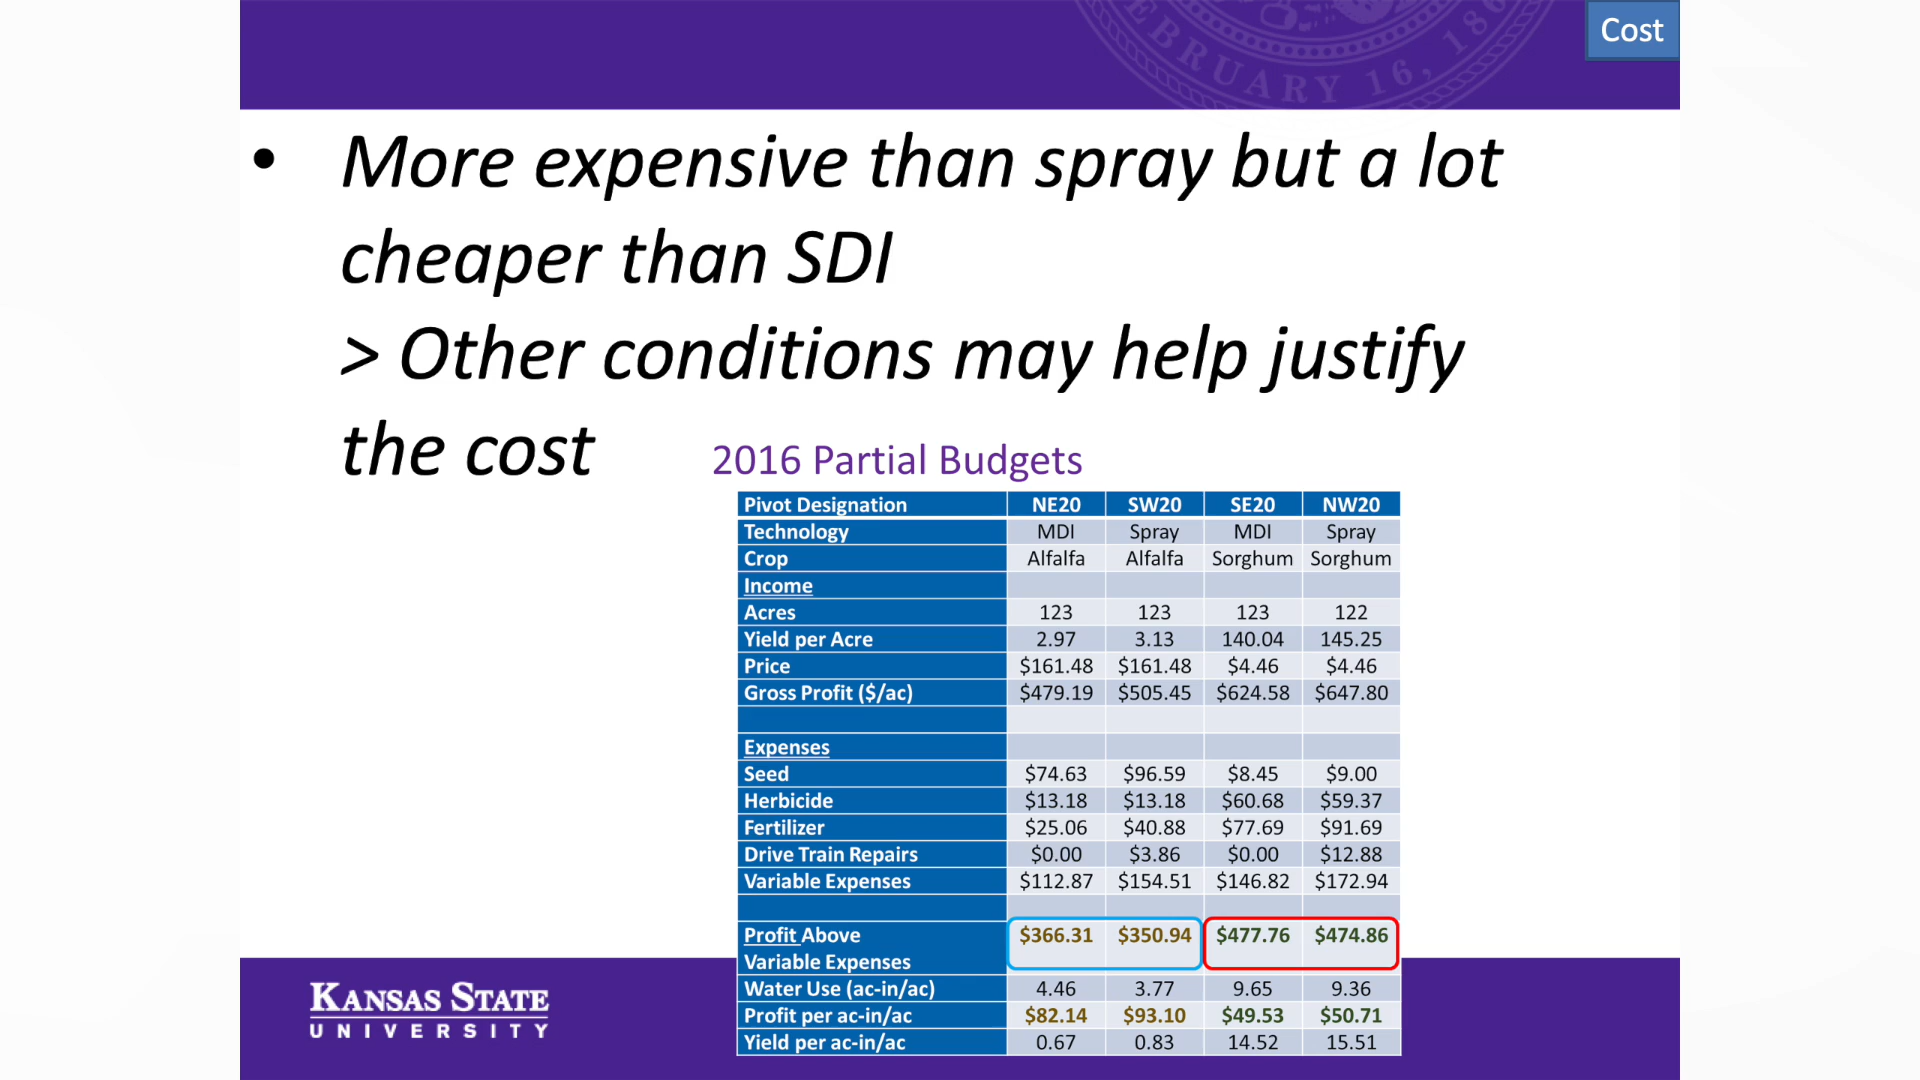 Cost
EBRUARY 16, 186
• More expensive than spray but a lot
cheaper than SDI
> Other conditions may help justify
the cost
2016 Partial Budgets
Pivot Designation NE20 SW20 SE20 NW20
Technology MDI Spray MDI Spray
Crop Alfalfa Alfalfa Sorghum Sorghum
Income
Acres 123 123 123 122
Yield per Acre 2.97 3.13 140.04 145.25
Price $161.48 $161.48 $4.46 $4.46
Gross Profit ($/ac) $479.19 $505.45 $624.58 $647.80
Expenses
Seed $74.63 $96.59 $8.45 $9.00
Herbicide $13.18 $13.18 $60.68 $59.37
Fertilizer $25.06 $40.88 $77.69 $91.69
Drive Train Repairs $0.00 $3.86 $0.00 $12.88
Variable Expenses $112.87 $154.51 $146.82 $172.94
Profit Above $366.31 $350.94 $477.76 $474.86
Variable Expenses
Water Use (ac-in/ac) 4.46 3.77 9.65 9.36
Profit per ac-in/ac $82.14 $93.10 $49.53 $50.71
Yield per ac-in/ac 0.67 0.83 14.52 15.51
KANSAS STATE
UNIVERSITY